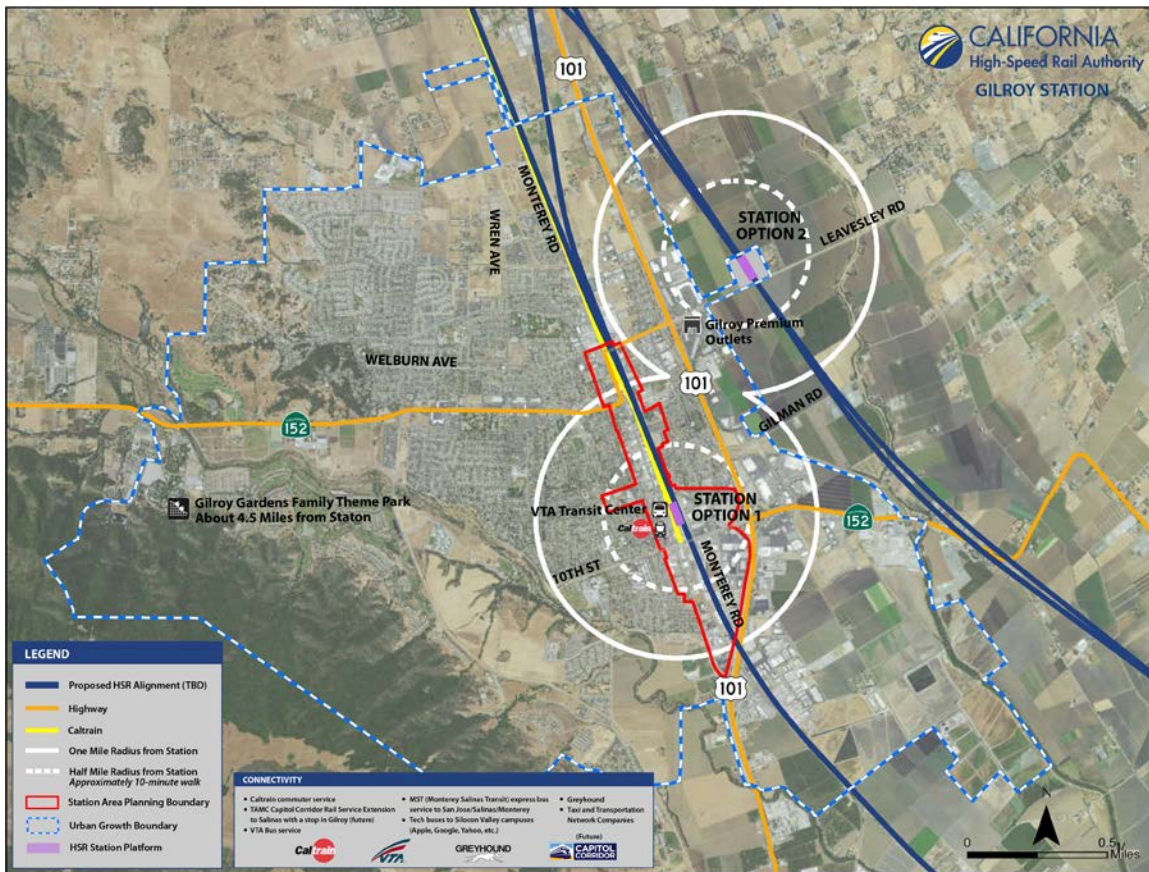 CALIFORNIA
High-Speed Rail Authority
GILROY STATION
101
MONTEREY RD
WREN AVE
STATION
OPTION 2
LEAVESLEY RD
Gilroy Premium
Outlets
WELBURN AVE
101
GILMAN RD
152
Gilroy Gardens Family Theme Park
About 4.5 Miles from Staton
VTA Transit Center
STATION
OPTION 1
152
Caltrain
10TH ST
MONTEREY RD
101
LEGEND
Proposed HSR Alignment (TBD)
Highway
Caltrain
One Mile Radius from Station
Half Mile Radius from Station
Approximately 10-minute walk
Station Area Planning Boundary
Urban Growth Boundary
HSR Station Platform
CONNECTIVITY
• Caltrain commuter service
• TAMC Capitol Corridor Rail Service Extension
to Salinas with a stop in Gilroy (future)
• VTA Bus service
• MST (Monterey Salinas Transit) express bus
service to San Jose/Salinas/Monterey
• Tech buses to Silocon Valley campuses
(Apple, Google, Yahoo, etc.)
• Greyhound
• Taxi and Transportation
Network Companies
(Future)
Caltrain
VTA
GREYHOUND
CAPITOL
CORRIDOR
N
0
0.5
Miles